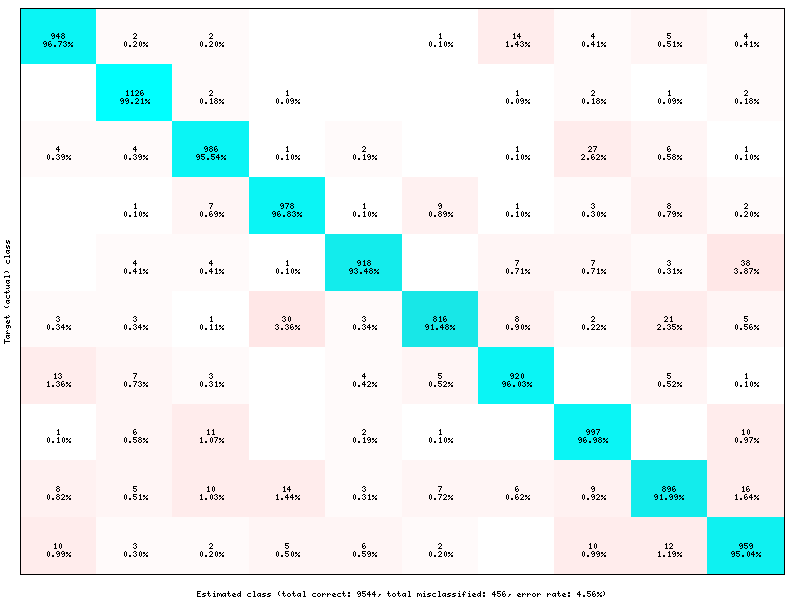 948 2 2 1 14 4 5 4
96.73% 0.20% 0.20% 0.10% 1.43% 0.41% 0.51% 0.41%
1126 2 1 1 2 1 2
99.21% 0.18% 0.09% 0.09% 0.18% 0.09% 0.18%
4 4 986 1 2 1 27 6 1
0.39% 0.39% 95.54% 0.10% 0.19% 0.10% 2.62% 0.58% 0.10%
1 7 978 1 9 1 3 8 2
0.10% 0.69% 96.83% 0.10% 0.89% 0.10% 0.30% 0.79% 0.20%
4 4 1 918 7 7 3 38
0.41% 0.41% 0.10% 93.48% 0.71% 0.71% 0.31% 3.87%
3 3 1 30 3 816 8 2 21 5
0.34% 0.34% 0.11% 3.36% 0.34% 91.48% 0.90% 0.22% 2.35% 0.56%
13 7 3 4 5 920 5 1
1.36% 0.73% 0.31% 0.42% 0.52% 96.03% 0.52% 0.10%
1 6 11 2 1 997 10
0.10% 0.58% 1.07% 0.19% 0.10% 96.98% 0.97%
8 5 10 14 3 7 6 9 896 16
0.82% 0.51% 1.03% 1.44% 0.31% 0.72% 0.62% 0.92% 91.99% 1.64%
10 3 2 5 6 2 10 12 959
0.99% 0.30% 0.20% 0.50% 0.59% 0.20% 0.99% 1.19% 95.04%
Target (actual) class
Estimated class (total correct: 9544, total misclassified: 456, error rate: 4.56%)